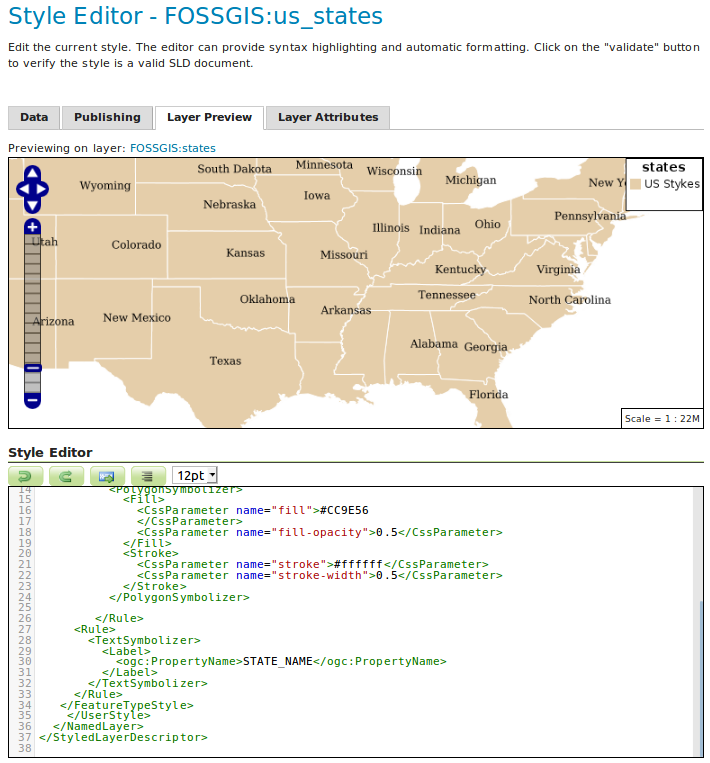 Style Editor - FOSSGIS:us_states
Edit the current style. The editor can provide syntax highlighting and automatic formatting. Click on the "validate" button
to verify the style is a valid SLD document.
Data Publishing Layer Preview Layer Attributes
Previewing on layer: FOSSGIS:states
states
US Stykes
South Dakota
Minnesota
Wisconsin
Michigan
New Y
Wyoming
Nebraska
Iowa
Pennsylvania
Illinois
Indiana
Ohio
Utah
Colorado
Kansas
Missouri
Kentucky
Virginia
Oklahoma
Arkansas
Tennessee
North Carolina
Arizona
New Mexico
Alabama
Georgia
Texas
Florida
Scale = 1 : 22M
Style Editor
12pt
14 <PolygonSymbolizer>
15 <Fill>
16 <CssParameter name="fill">#CC9E56
17 </CssParameter>
18 <CssParameter name="fill-opacity">0.5</CssParameter>
19 </Fill>
20 <Stroke>
21 <CssParameter name="stroke">#ffffff</CssParameter>
22 <CssParameter name="stroke-width">0.5</CssParameter>
23 </Stroke>
24 </PolygonSymbolizer>
25
26 </Rule>
27 <Rule>
28 <TextSymbolizer>
29 <Label>
30 <ogc:PropertyName>STATE_NAME</ogc:PropertyName>
31 </Label>
32 </TextSymbolizer>
33 </Rule>
34 </FeatureTypeStyle>
35 </UserStyle>
36 </NamedLayer>
37 </StyledLayerDescriptor>
38